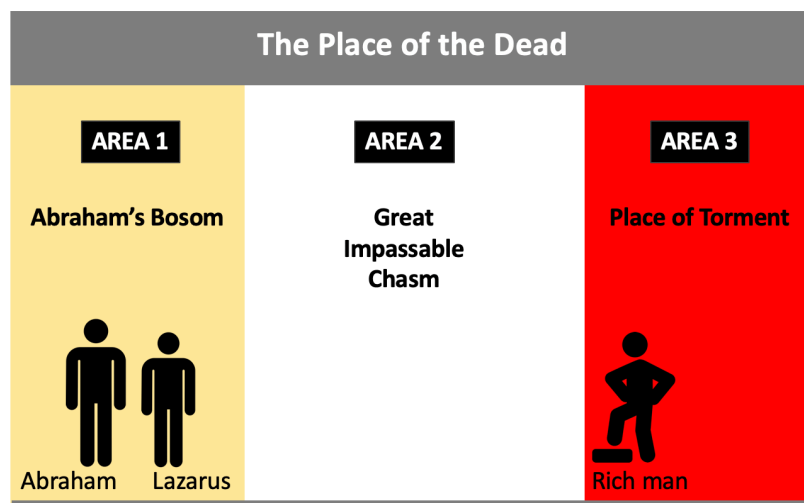 The Place of the Dead
AREA 1
Abraham’s Bosom
Abraham Lazarus
AREA 2
Great
Impassable
Chasm
AREA 3
Place of Torment
Rich man